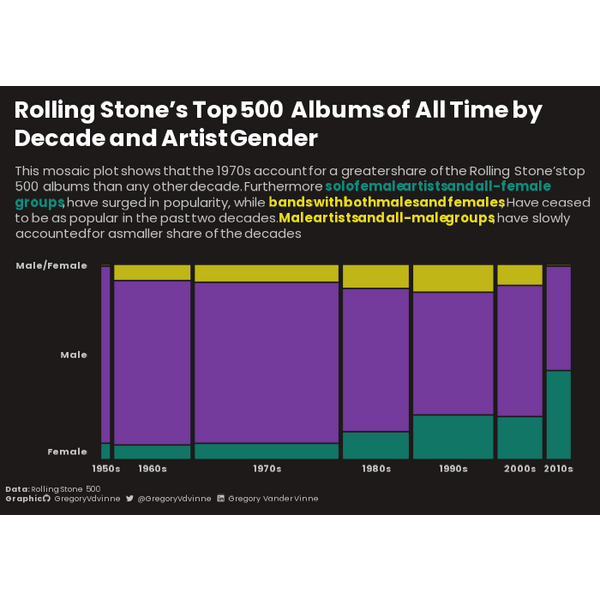 Rolling Stone's Top 500 Albums of All Time by
Decade and Artist Gender
This mosaic plot shows that the 1970s account for a greater share of the Rolling Stone'stop
500 albums than any other decade. Furthermore solo female artists and all-female
groups, have surged in popularity, while bands with both males and females, Have ceased
to be as popular in the past two decades. Male artists and all-male groups, have slowly
accounted for a smaller share of the decades
Male/Female
Male
Female
1950s 1960s 1970s 1980s 1990s 2000s 2010s
Data: Rolling Stone 500
Graphic: GregoryVdvinne @GregoryVdvinne Gregory Vander Vinne